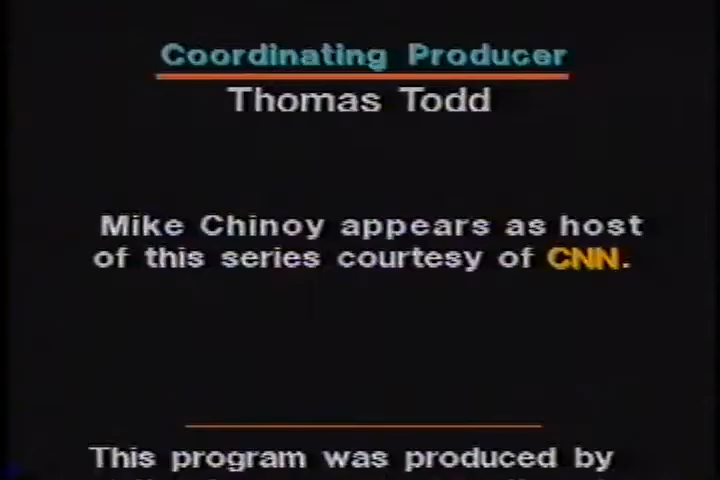 Coordinating Producer
Thomas Todd
Mike Chinoy appears as host
of this series courtesy of CNN.
This program was produced by